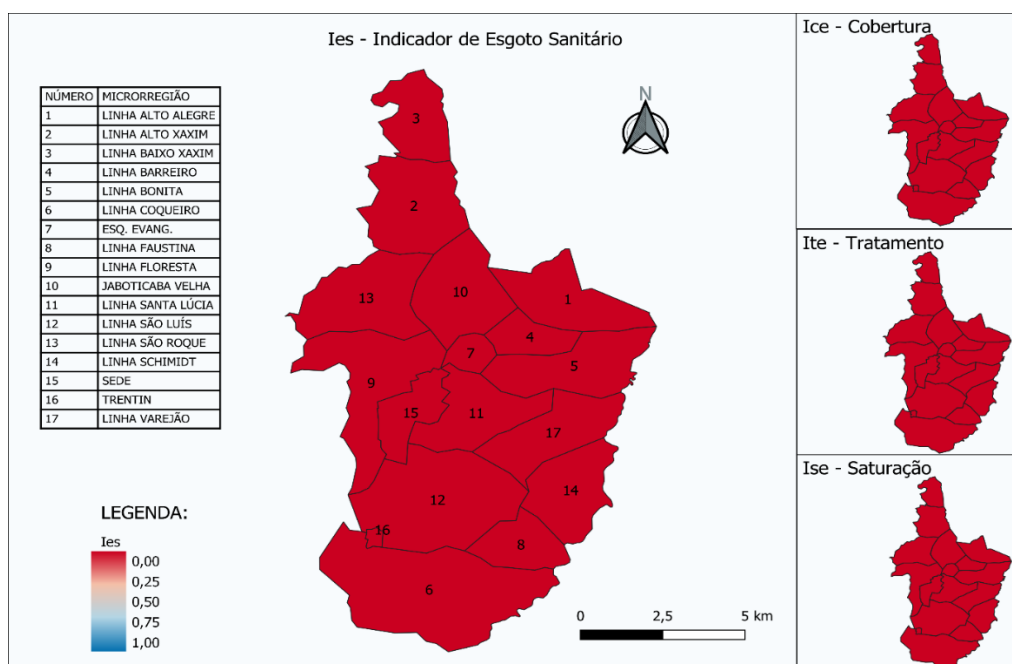 Ies - Indicador de Esgoto Sanitário
NÚMERO MICRORREGIÃO
1 LINHA ALTO ALEGRE
2 LINHA ALTO XAXIM
3 LINHA BAIXO XAXIM
4 LINHA BARREIRO
5 LINHA BONITA
6 LINHA COQUEIRO
7 ESQ. EVANG.
8 LINHA FAUSTINA
9 LINHA FLORESTA
10 JABOTICABA VELHA
11 LINHA SANTA LÚCIA
12 LINHA SÃO LUÍS
13 LINHA SÃO ROQUE
14 LINHA SCHIMIDT
15 SEDE
16 TRENTIN
17 LINHA VAREJÃO
N
3
2
13
10
1
4
7
5
9
15
11
17
12
14
16
8
6
LEGENDA:
Ies
0,00
0,25
0,50
0,75
1,00
0 2,5 5 km
Ice - Cobertura
Ite - Tratamento
Ise - Saturação